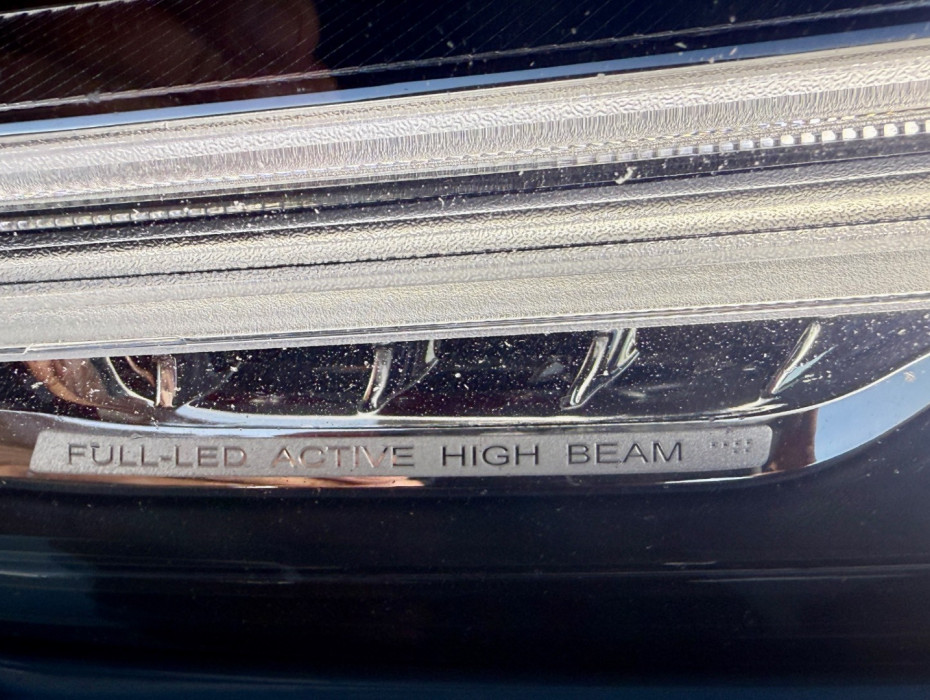 FULL-LED ACTIVE HIGH BEAM